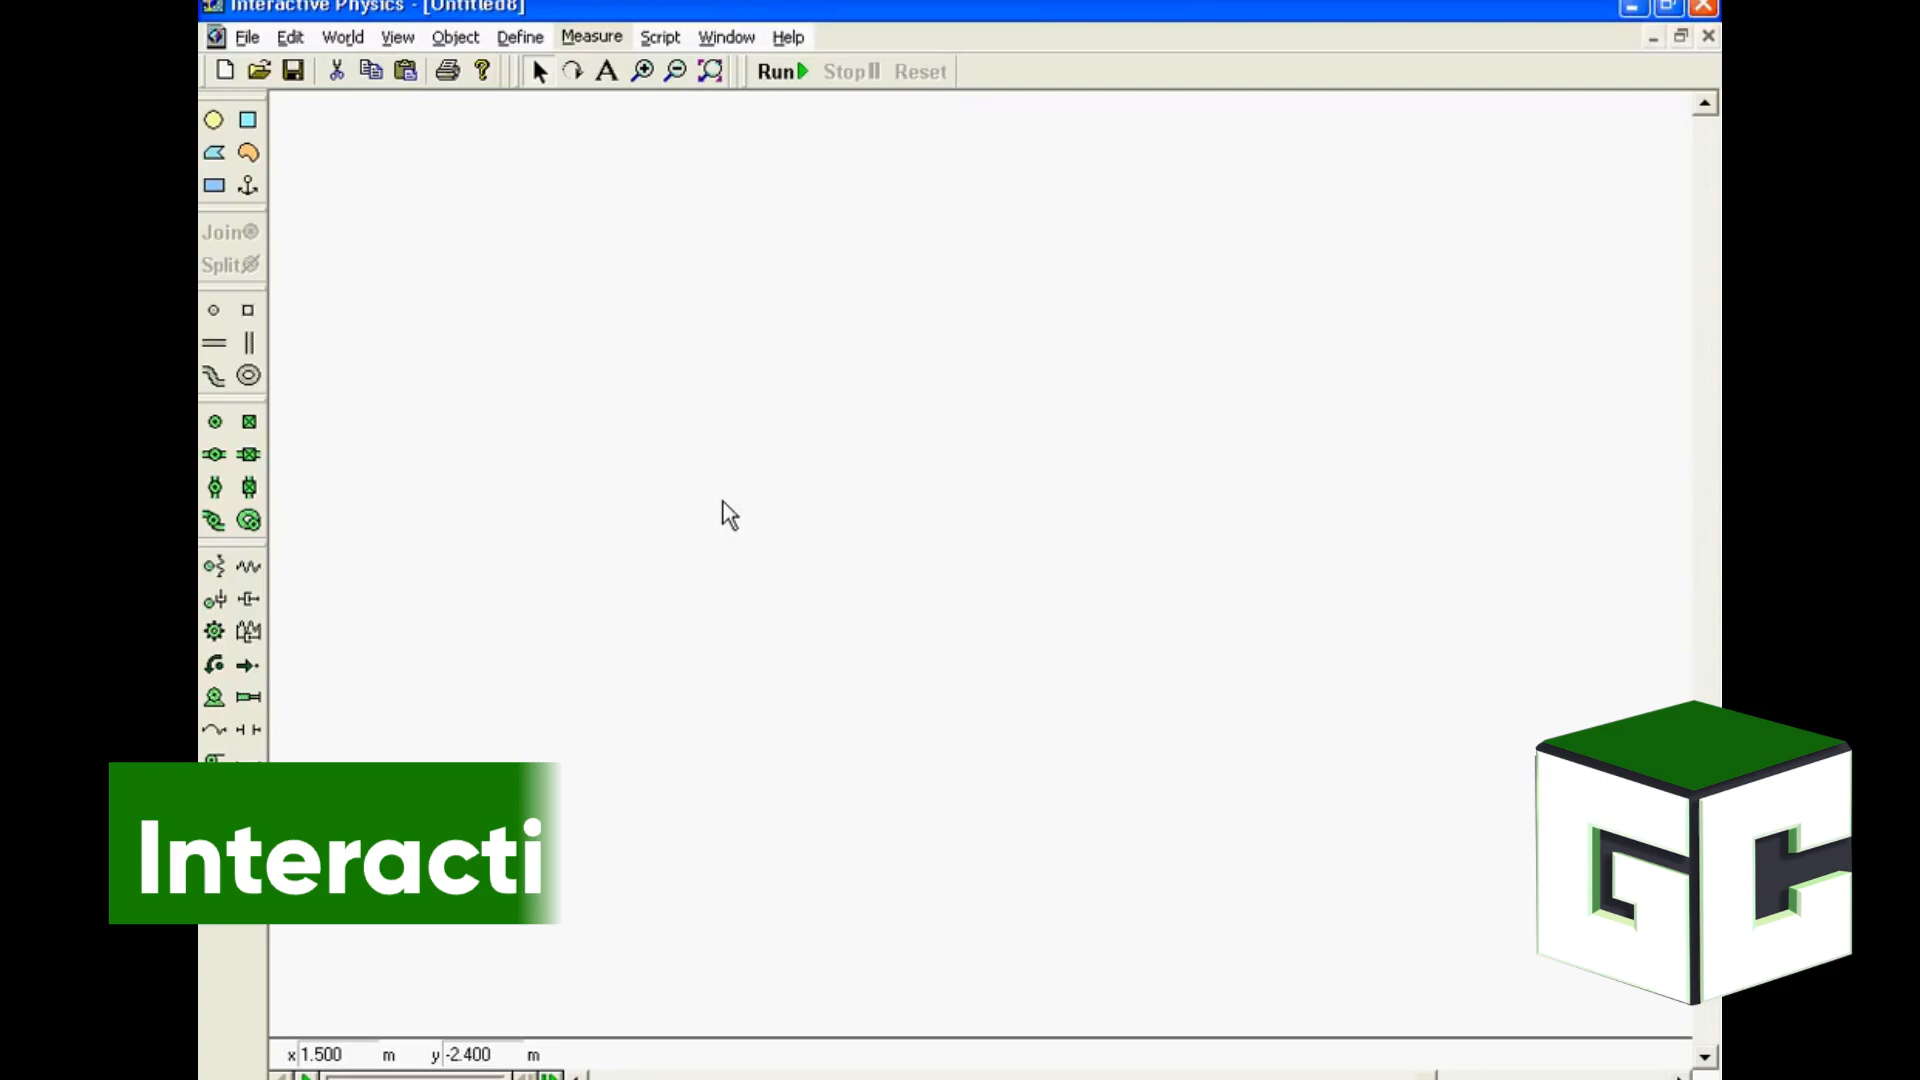 Interactive Physics - [Untitled8]
File Edit World View Object Define Measure Script Window Help
A Run Stop Reset
Join
Split
Interacti
GC
x 1.500 m y -2.400 m